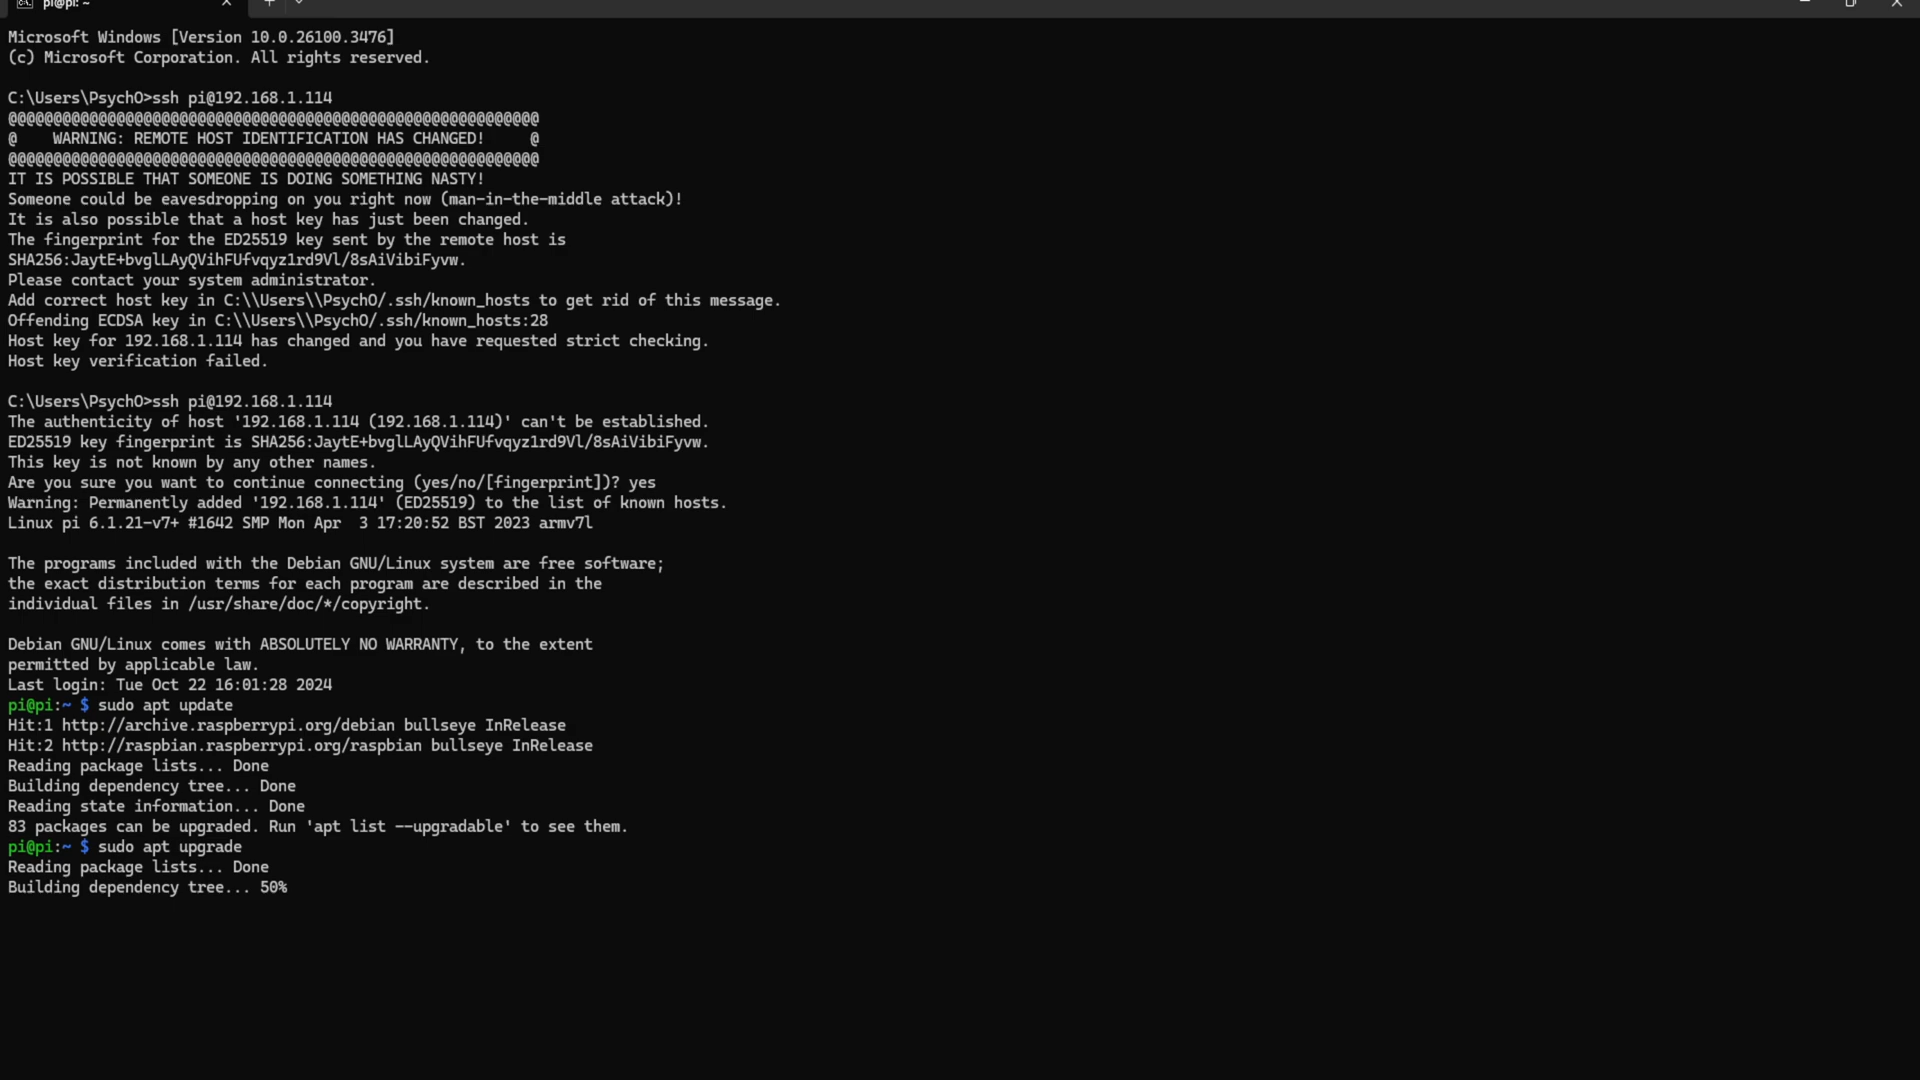 pi@pi: ~
Microsoft Windows [Version 10.0.26100.3476]
(c) Microsoft Corporation. All rights reserved.
C:\Users\PsychO>ssh pi@192.168.1.114
@@@@@@@@@@@@@@@@@@@@@@@@@@@@@@@@@@@@@@@@@@@@@@@@@@@@@@@@@@@
@    WARNING: REMOTE HOST IDENTIFICATION HAS CHANGED!     @
@@@@@@@@@@@@@@@@@@@@@@@@@@@@@@@@@@@@@@@@@@@@@@@@@@@@@@@@@@@
IT IS POSSIBLE THAT SOMEONE IS DOING SOMETHING NASTY!
Someone could be eavesdropping on you right now (man-in-the-middle attack)!
It is also possible that a host key has just been changed.
The fingerprint for the ED25519 key sent by the remote host is
SHA256:JaytE+bvglLAyQVihFUfvqyz1rd9Vl/8sAiVibiFyvw.
Please contact your system administrator.
Add correct host key in C:\\Users\\PsychO/.ssh/known_hosts to get rid of this message.
Offending ECDSA key in C:\\Users\\PsychO/.ssh/known_hosts:28
Host key for 192.168.1.114 has changed and you have requested strict checking.
Host key verification failed.
C:\Users\PsychO>ssh pi@192.168.1.114
The authenticity of host '192.168.1.114 (192.168.1.114)' can't be established.
ED25519 key fingerprint is SHA256:JaytE+bvglLAyQVihFUfvqyz1rd9Vl/8sAiVibiFyvw.
This key is not known by any other names.
Are you sure you want to continue connecting (yes/no/[fingerprint])? yes
Warning: Permanently added '192.168.1.114' (ED25519) to the list of known hosts.
Linux pi 6.1.21-v7+ #1642 SMP Mon Apr  3 17:20:52 BST 2023 armv7l
The programs included with the Debian GNU/Linux system are free software;
the exact distribution terms for each program are described in the
individual files in /usr/share/doc/*/copyright.
Debian GNU/Linux comes with ABSOLUTELY NO WARRANTY, to the extent
permitted by applicable law.
Last login: Tue Oct 22 16:01:28 2024
pi@pi:~ $ sudo apt update
Hit:1 http://archive.raspberrypi.org/debian bullseye InRelease
Hit:2 http://raspbian.raspberrypi.org/raspbian bullseye InRelease
Reading package lists... Done
Building dependency tree... Done
Reading state information... Done
83 packages can be upgraded. Run 'apt list --upgradable' to see them.
pi@pi:~ $ sudo apt upgrade
Reading package lists... Done
Building dependency tree... 50%